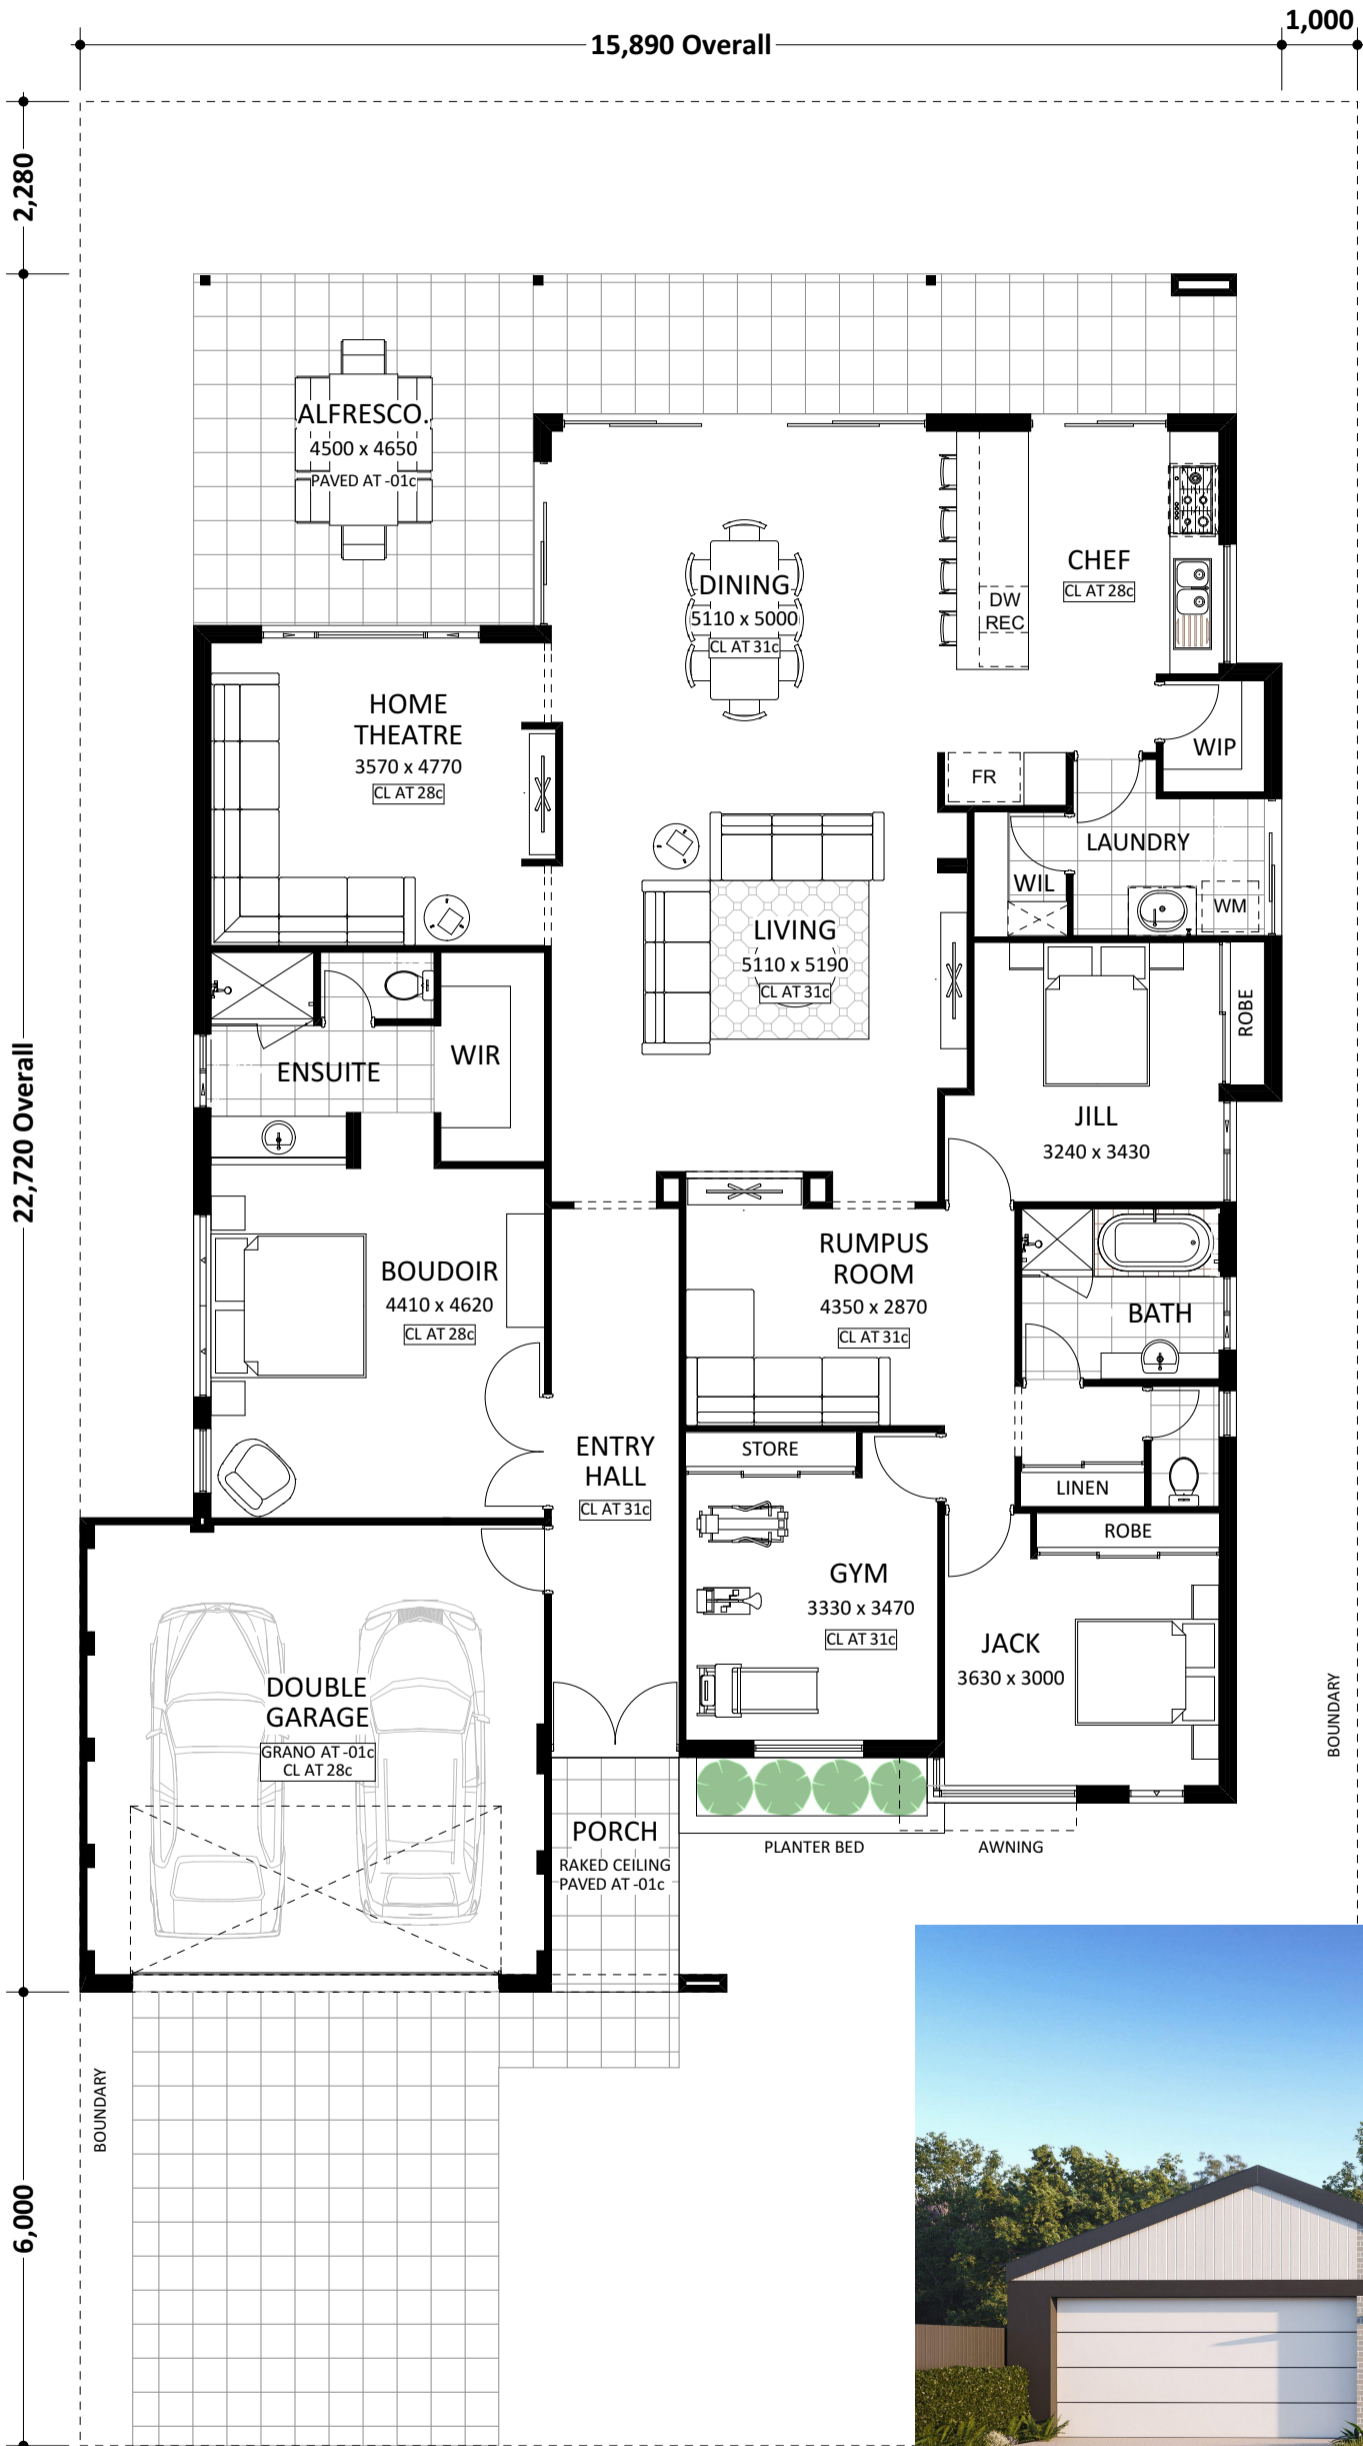 15,890 Overall
1,000
2,280
22,720 Overall
6,000
ALFRESCO.
4500 x 4650
PAVED AT -01c
DINING
5110 x 5000
CL AT 31c
CHEF
CL AT 28c
DW
REC
HOME
THEATRE
3570 x 4770
CL AT 28c
FR
WIP
LAUNDRY
WIL
WM
LIVING
5110 x 5190
CL AT 31c
ROBE
ENSUITE
WIR
JILL
3240 x 3430
BOUDOIR
4410 x 4620
CL AT 28c
RUMPUS
ROOM
4350 x 2870
CL AT 31c
BATH
ENTRY
HALL
CL AT 31c
STORE
LINEN
ROBE
GYM
3330 x 3470
CL AT 31c
JACK
3630 x 3000
DOUBLE
GARAGE
GRANO AT -01c
CL AT 28c
BOUNDARY
PORCH
RAKED CEILING
PAVED AT -01c
PLANTER BED
AWNING
BOUNDARY